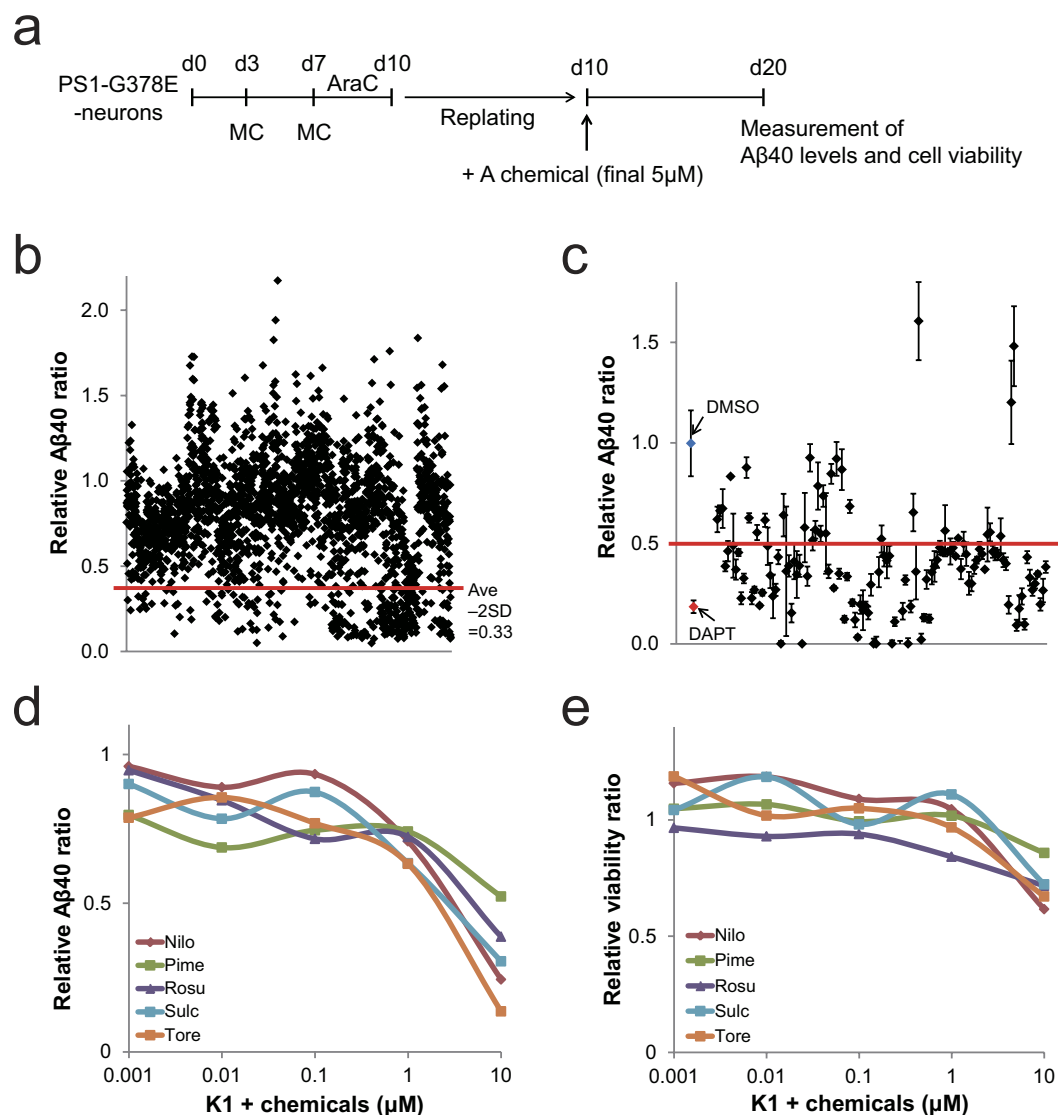 a
d0 d3 d7 AraC d10 d10 d20
PS1-G378E
-neurons
MC MC
Replating
+ A chemical (final 5µM)
Measurement of
Aβ40 levels and cell viability
b
Relative Aβ40 ratio
2.0
1.5
1.0
0.5
0.0
Ave
–2SD
=0.33
c
Relative Aβ40 ratio
1.5
1.0
0.5
0.0
DMSO
DAPT
d
Relative Aβ40 ratio
1
0.5
0
Nilo
Pime
Rosu
Sulc
Tore
0.001 0.01 0.1 1 10
K1 + chemicals (µM)
e
Relative viability ratio
1
0.5
0
Nilo
Pime
Rosu
Sulc
Tore
0.001 0.01 0.1 1 10
K1 + chemicals (µM)